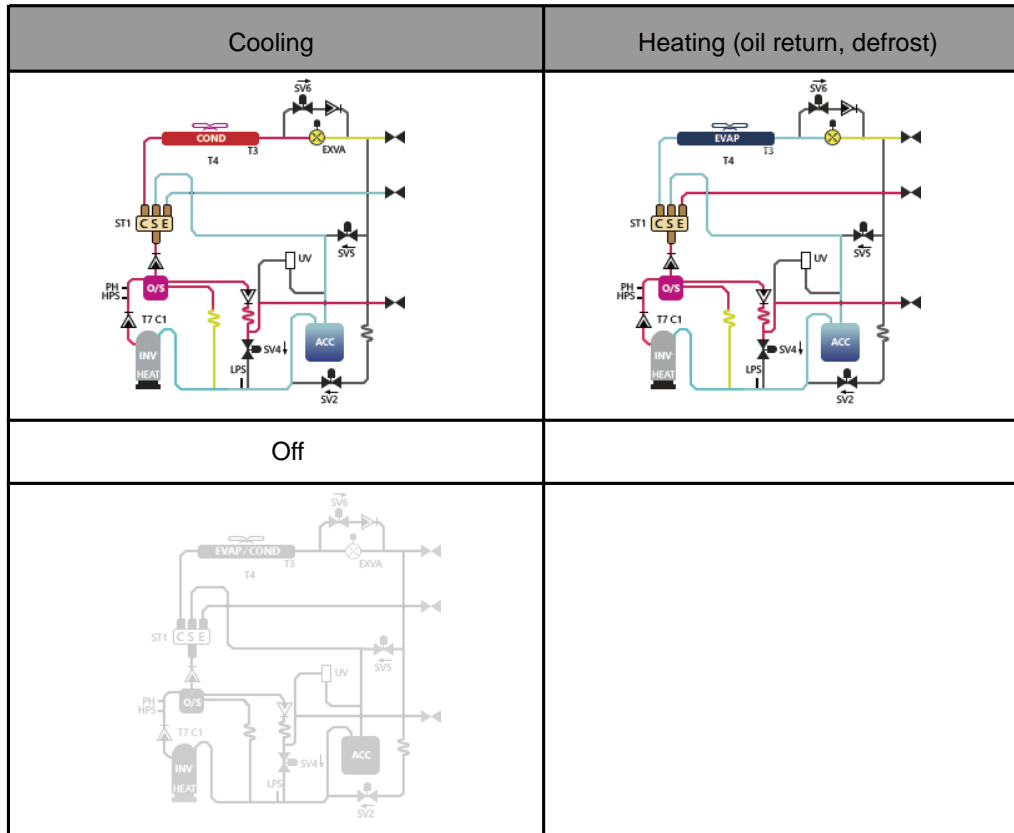 Cooling
Heating (oil return, defrost)
SV6
COND
T3
EXVA
T4
ST1
C S E
UV
SV5
PH
HPS
O/S
T7 C1
INV
HEAT
SV4
ACC
LPS
SV2
SV6
EVAP
T3
T4
ST1
C S E
UV
SV5
PH
HPS
O/S
T7 C1
INV
HEAT
SV4
ACC
LPS
SV2
Off
SV6
EVAP/COND
T3
EXVA
T4
ST1
C S E
UV
SV5
PH
HPS
O/S
T7 C1
INV
HEAT
SV4
ACC
LPS
SV2